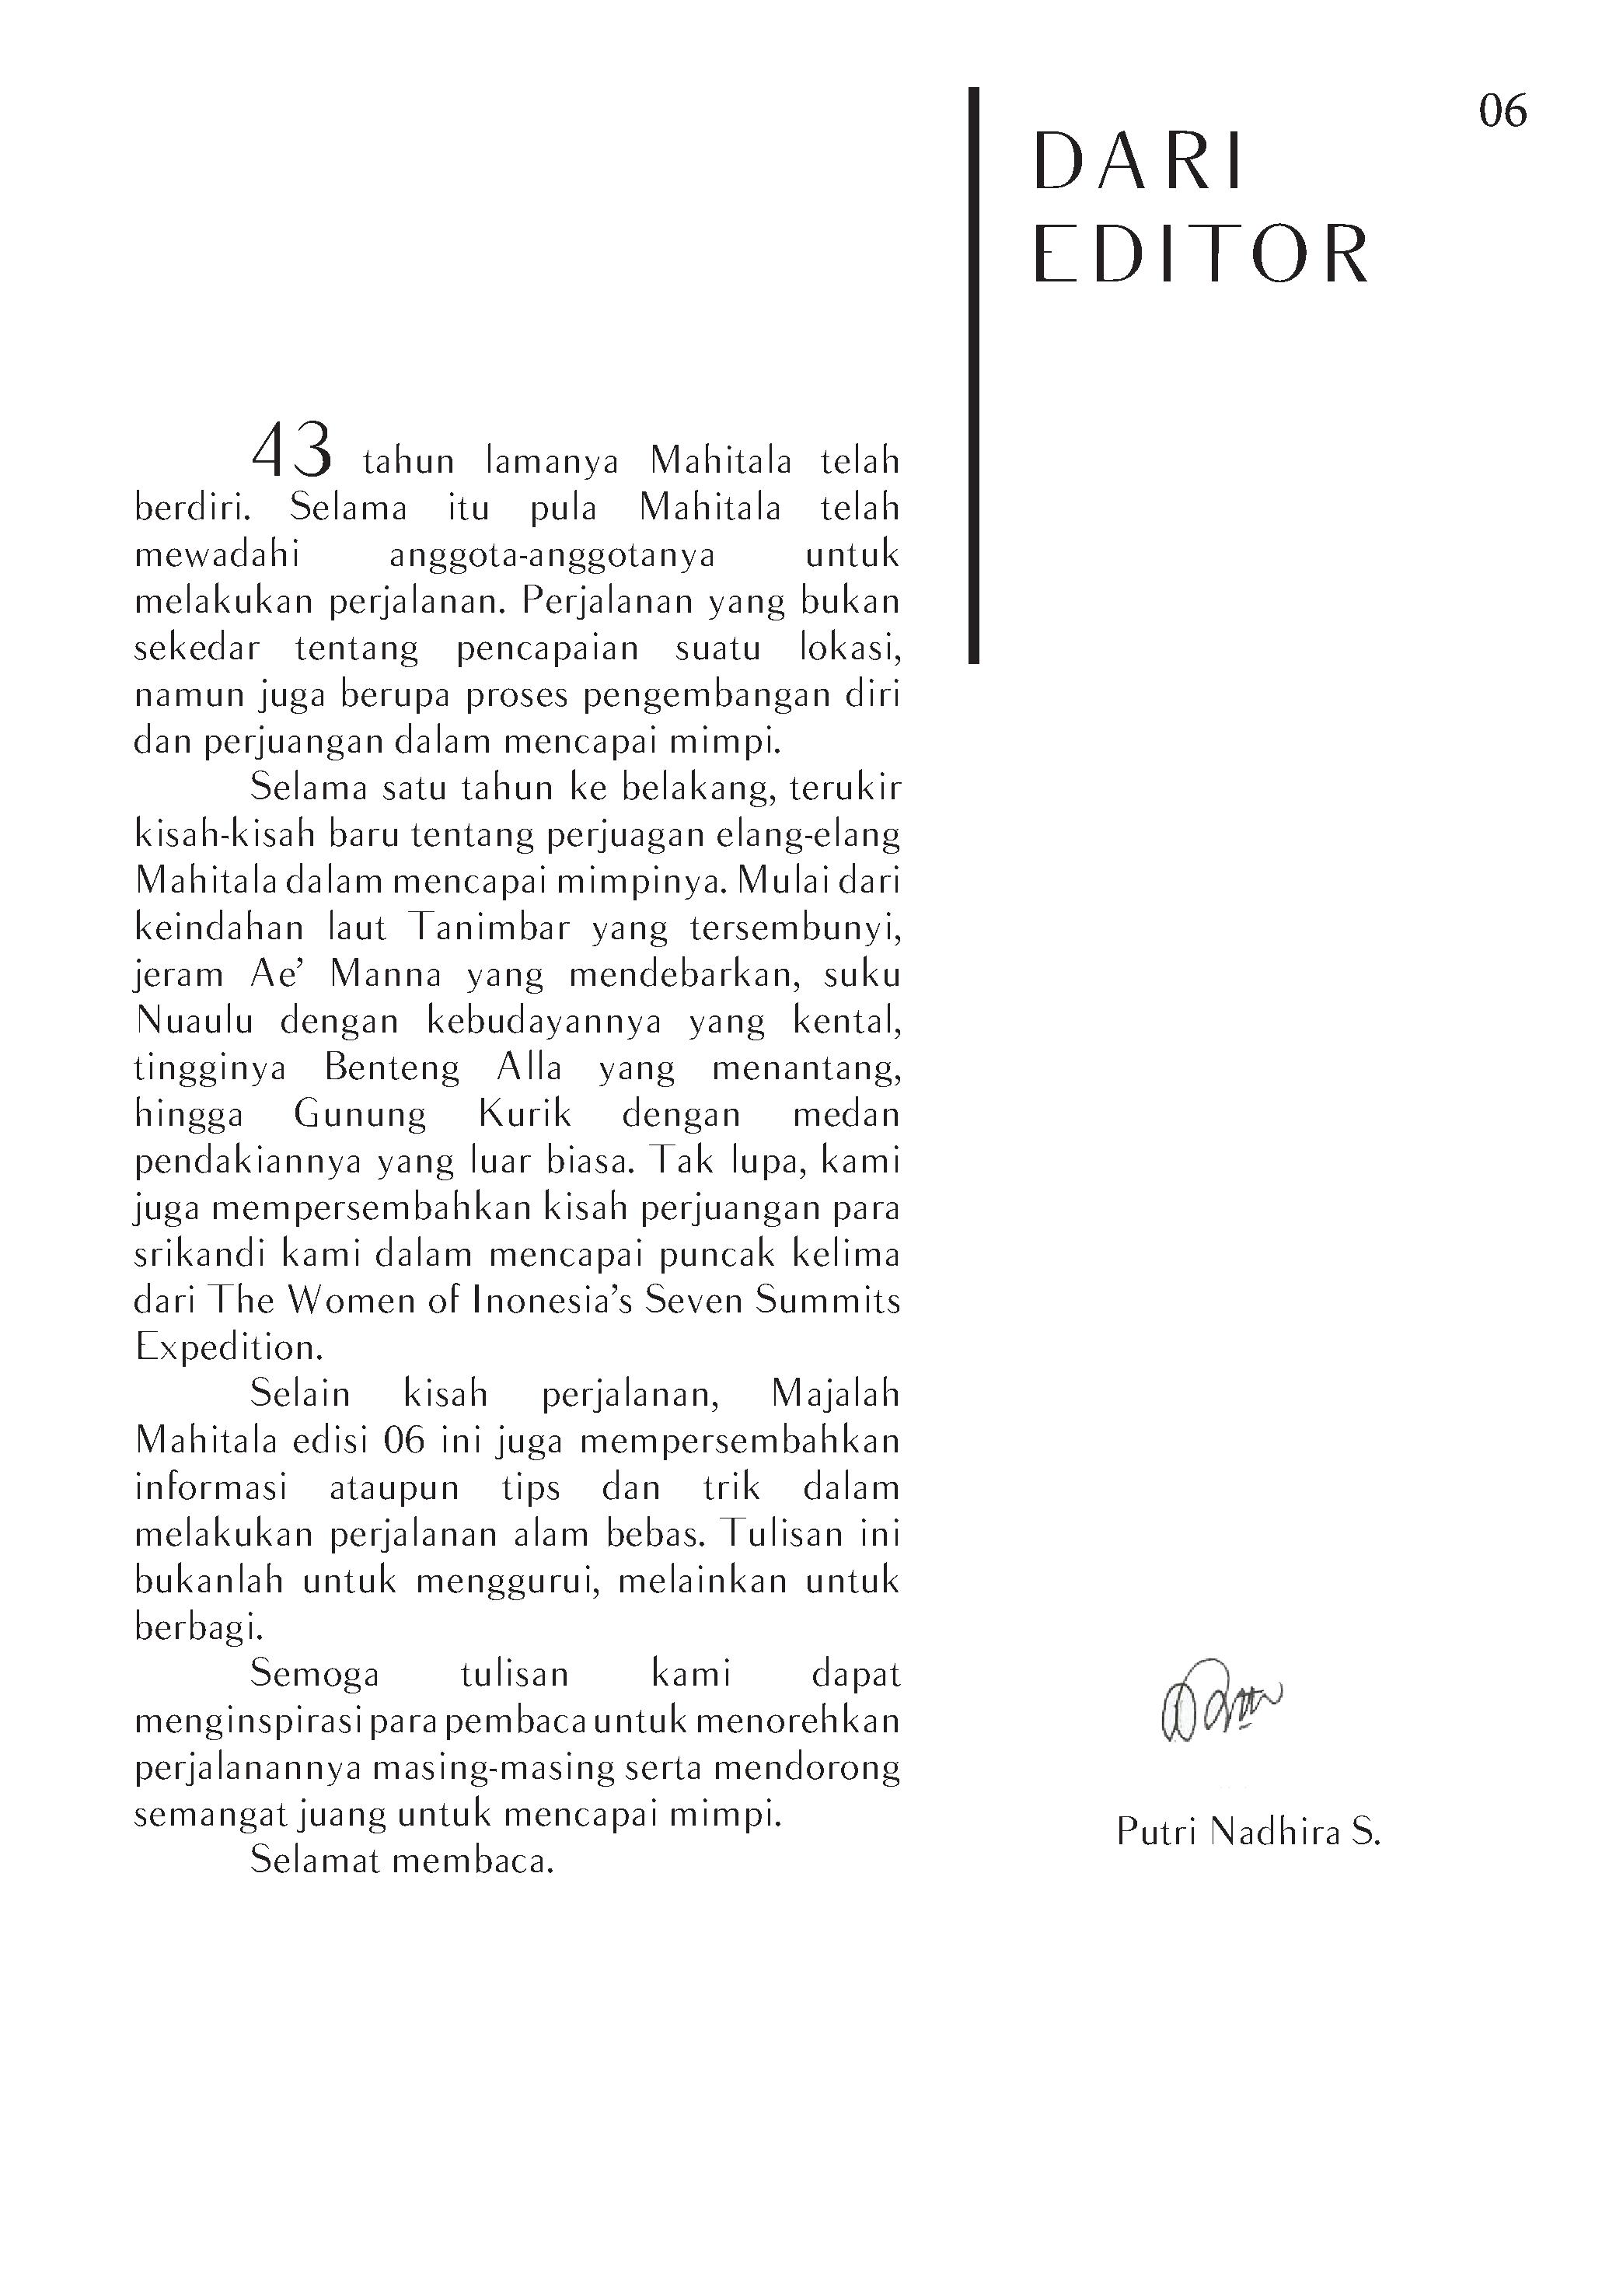 06
DARI
EDITOR
43 tahun lamanya Mahitala telah
berdiri. Selama itu pula Mahitala telah
mewadahi anggota-anggotanya untuk
melakukan perjalanan. Perjalanan yang bukan
sekedar tentang pencapaian suatu lokasi,
namun juga berupa proses pengembangan diri
dan perjuangan dalam mencapai mimpi.
Selama satu tahun ke belakang, terukir
kisah-kisah baru tentang perjuagan elang-elang
Mahitala dalam mencapai mimpinya. Mulai dari
keindahan laut Tanimbar yang tersembunyi,
jeram Ae’ Manna yang mendebarkan, suku
Nuaulu dengan kebudayannya yang kental,
tingginya Benteng Alla yang menantang,
hingga Gunung Kurik dengan medan
pendakiannya yang luar biasa. Tak lupa, kami
juga mempersembahkan kisah perjuangan para
srikandi kami dalam mencapai puncak kelima
dari The Women of Inonesia’s Seven Summits
Expedition.
Selain kisah perjalanan, Majalah
Mahitala edisi 06 ini juga mempersembahkan
informasi ataupun tips dan trik dalam
melakukan perjalanan alam bebas. Tulisan ini
bukanlah untuk menggurui, melainkan untuk
berbagi.
Semoga tulisan kami dapat
menginspirasi para pembaca untuk menorehkan
perjalanannya masing-masing serta mendorong
semangat juang untuk mencapai mimpi.
Selamat membaca.
Putri Nadhira S.